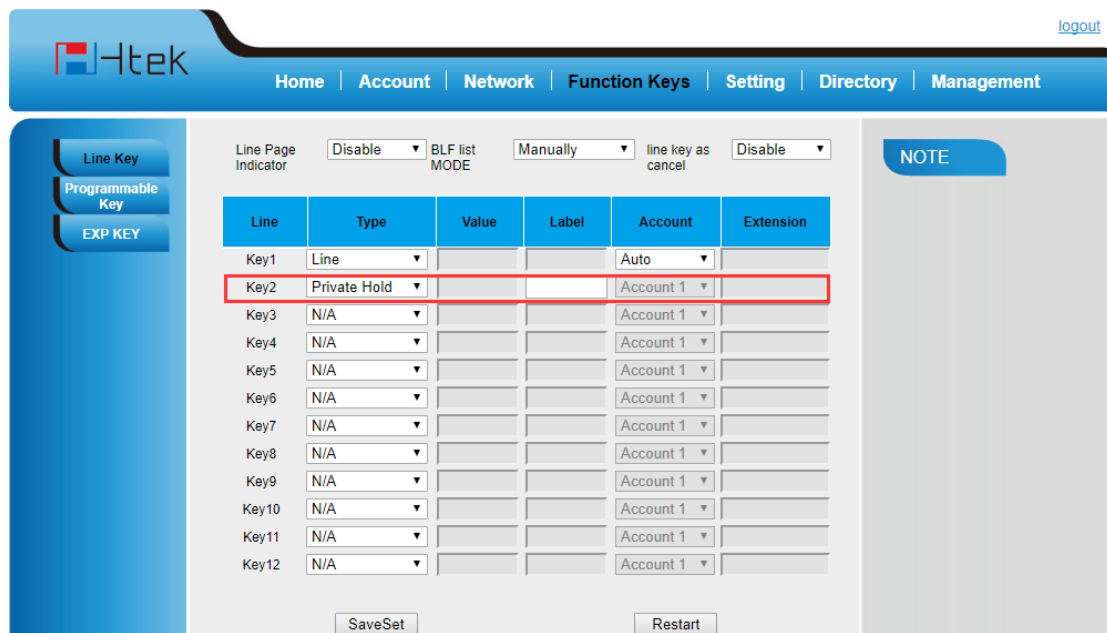 logout
Htek
Home Account Network Function Keys Setting Directory Management
Line Key
Programmable
Key
EXP KEY
Line Page
Indicator
Disable
BLF list
MODE
Manually
line key as
cancel
Disable
NOTE
Line Type Value Label Account Extension
Key1 Line Auto
Key2 Private Hold Account 1
Key3 N/A Account 1
Key4 N/A Account 1
Key5 N/A Account 1
Key6 N/A Account 1
Key7 N/A Account 1
Key8 N/A Account 1
Key9 N/A Account 1
Key10 N/A Account 1
Key11 N/A Account 1
Key12 N/A Account 1
SaveSet Restart